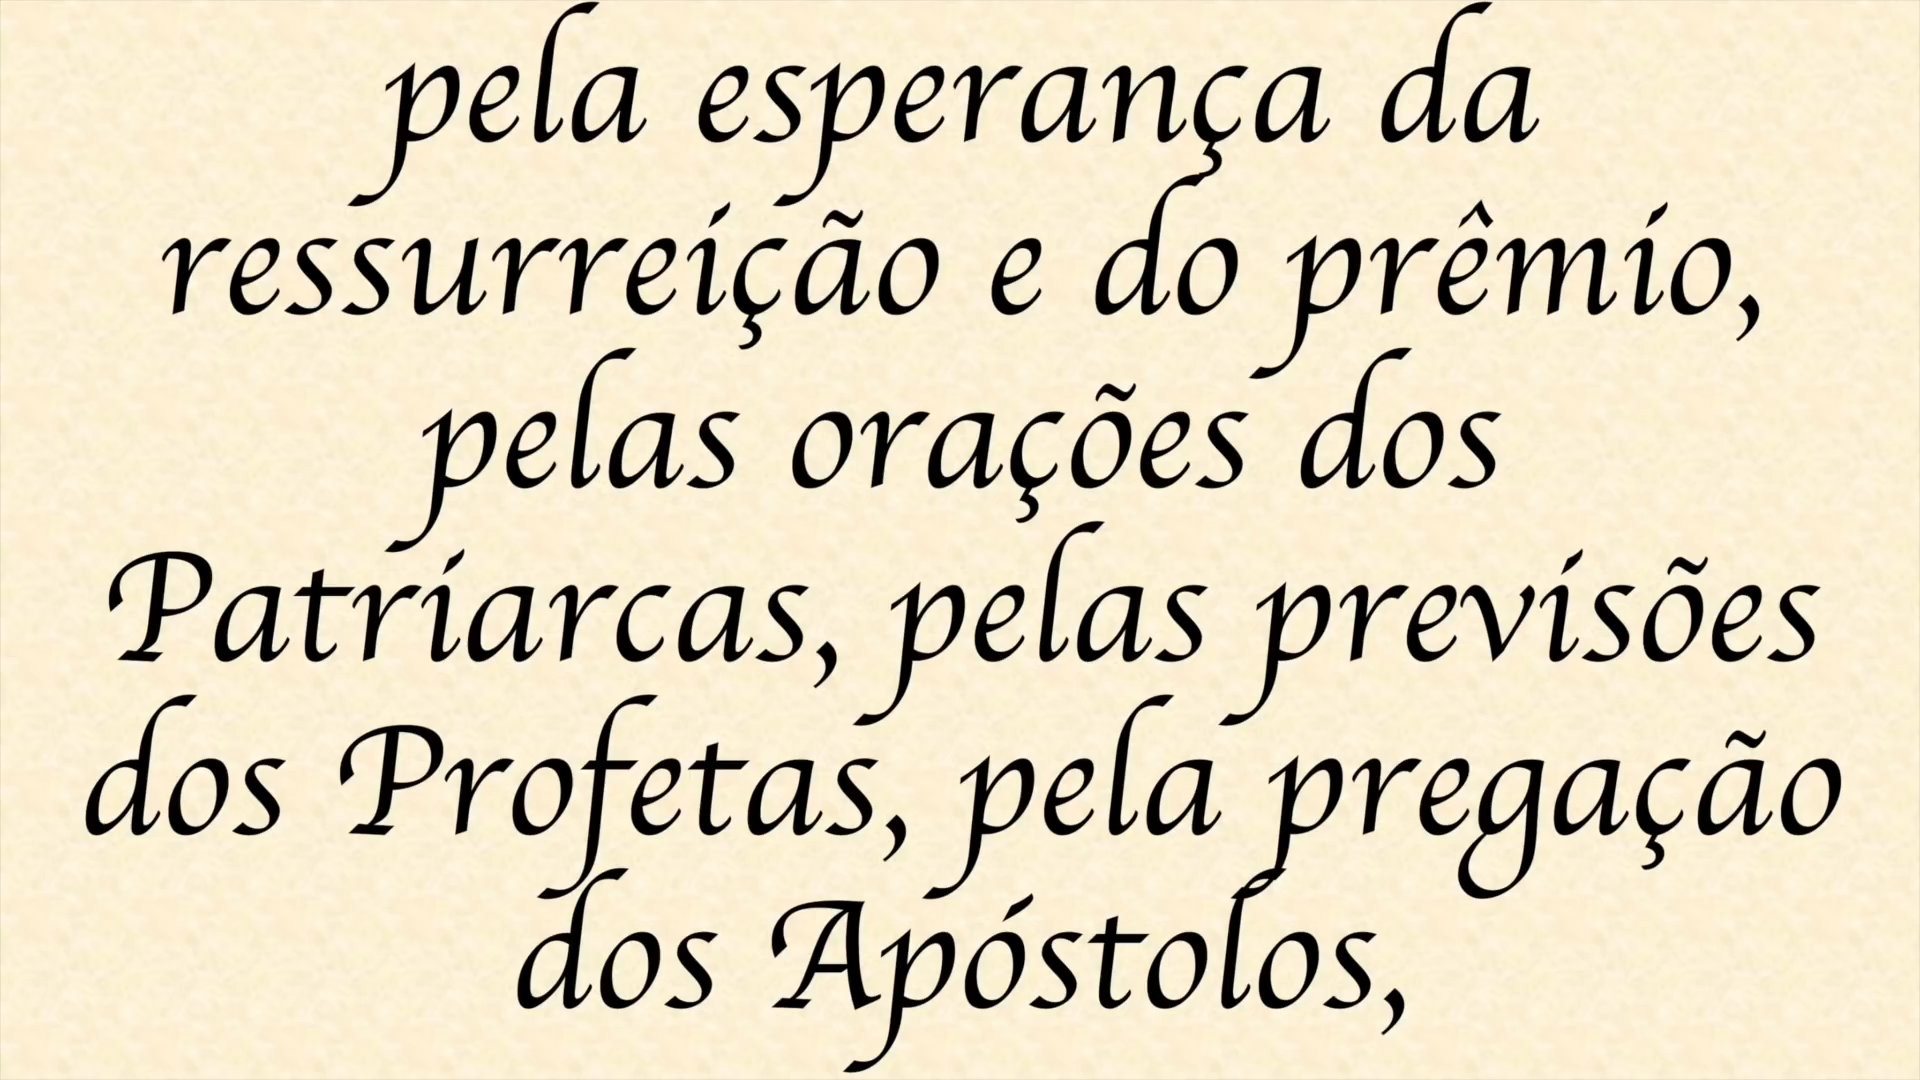 pela esperança da
ressurreição e do prêmio,
pelas orações dos
Patriarcas, pelas previsões
dos Profetas, pela pregação
dos Apóstolos,